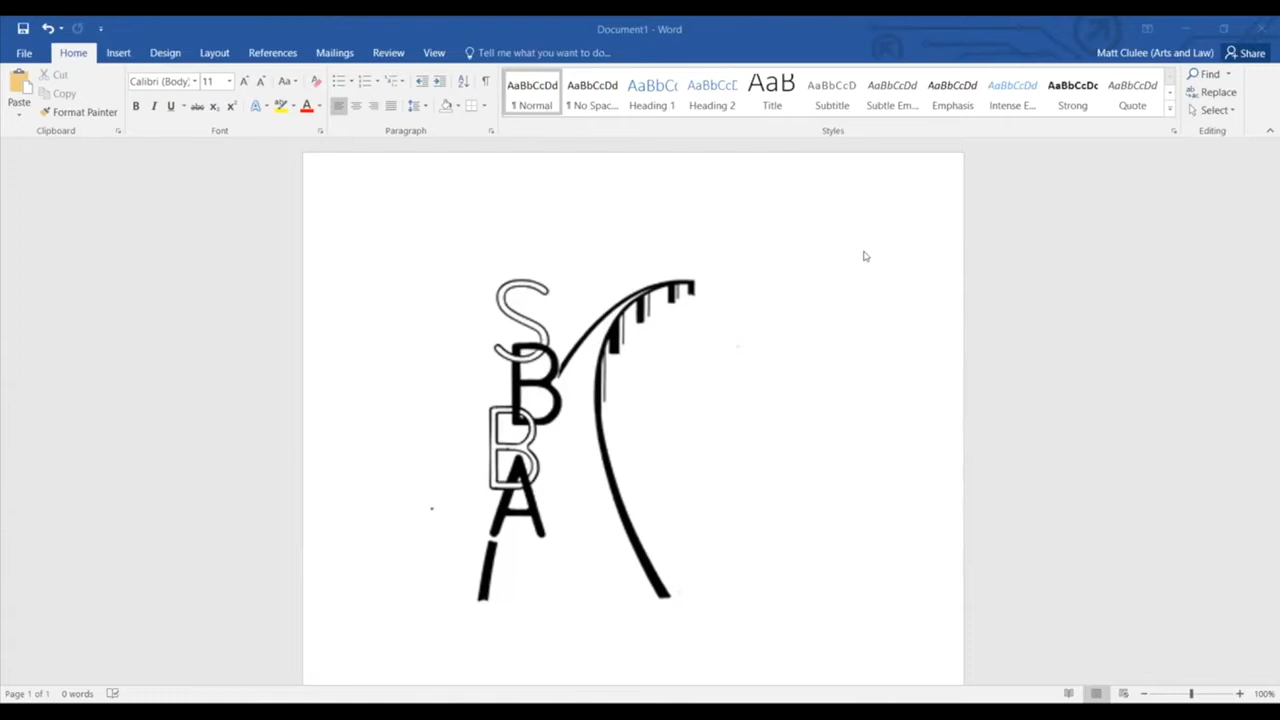 Document1 - Word
File Home Insert Design Layout References Mailings Review View Tell me what you want to do... Matt Clulee (Arts and Law) Share
Paste
Cut
Copy
Format Painter
Clipboard
Calibri (Body) 11
Font
Paragraph
AaBbCcDd AaBbCcDd AaBbCc AaBbCcD AaB AaBbCcD AaBbCcDd AaBbCcDd AaBbCcDd AaBbCcDc AaBbCcDd
¶ Normal ¶ No Spac... Heading 1 Heading 2 Title Subtitle Subtle Em... Emphasis Intense E... Strong Quote
Styles
Find
Replace
Select
Editing
S
B
B
A
Page 1 of 1 0 words 100%